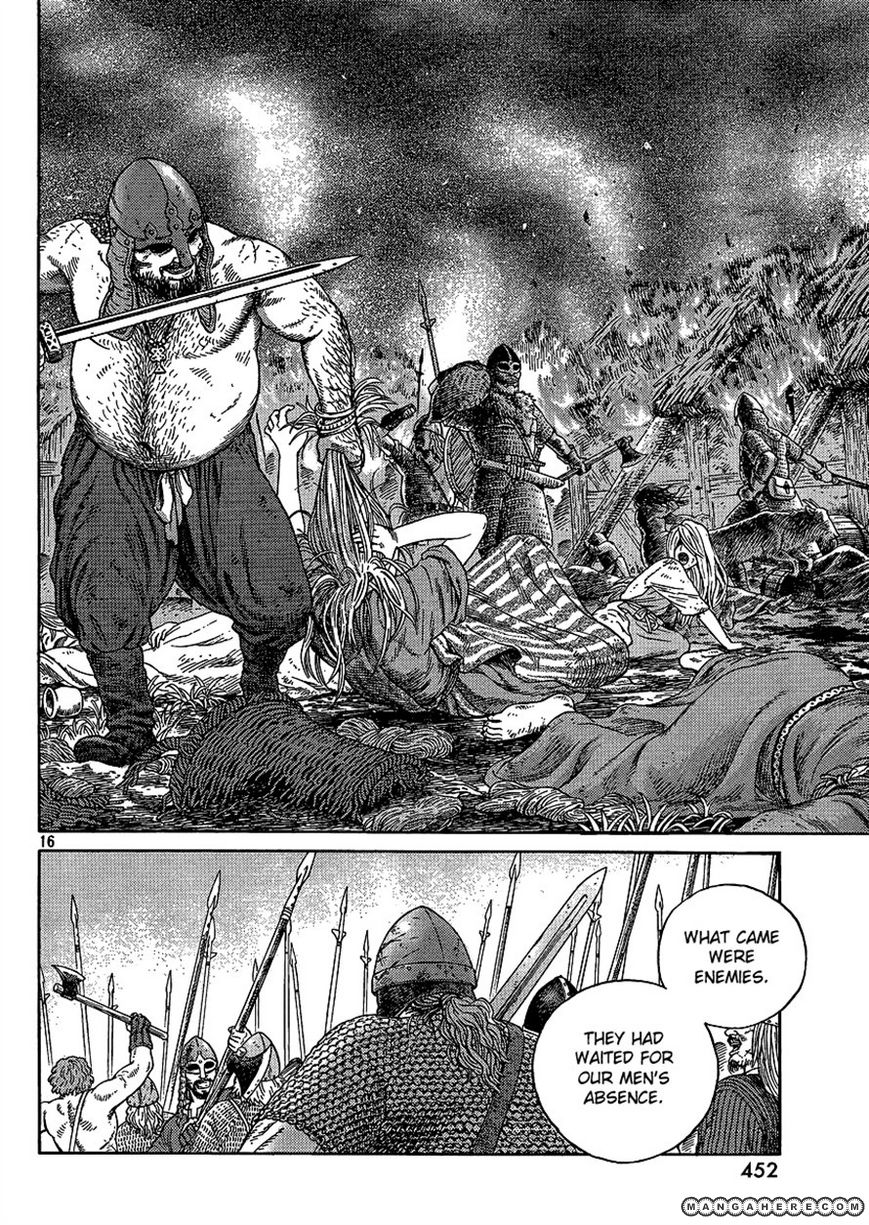 16
WHAT CAME
WERE
ENEMIES.
THEY HAD
WAITED FOR
OUR MEN'S
ABSENCE.
452
MANGAHERE.COM